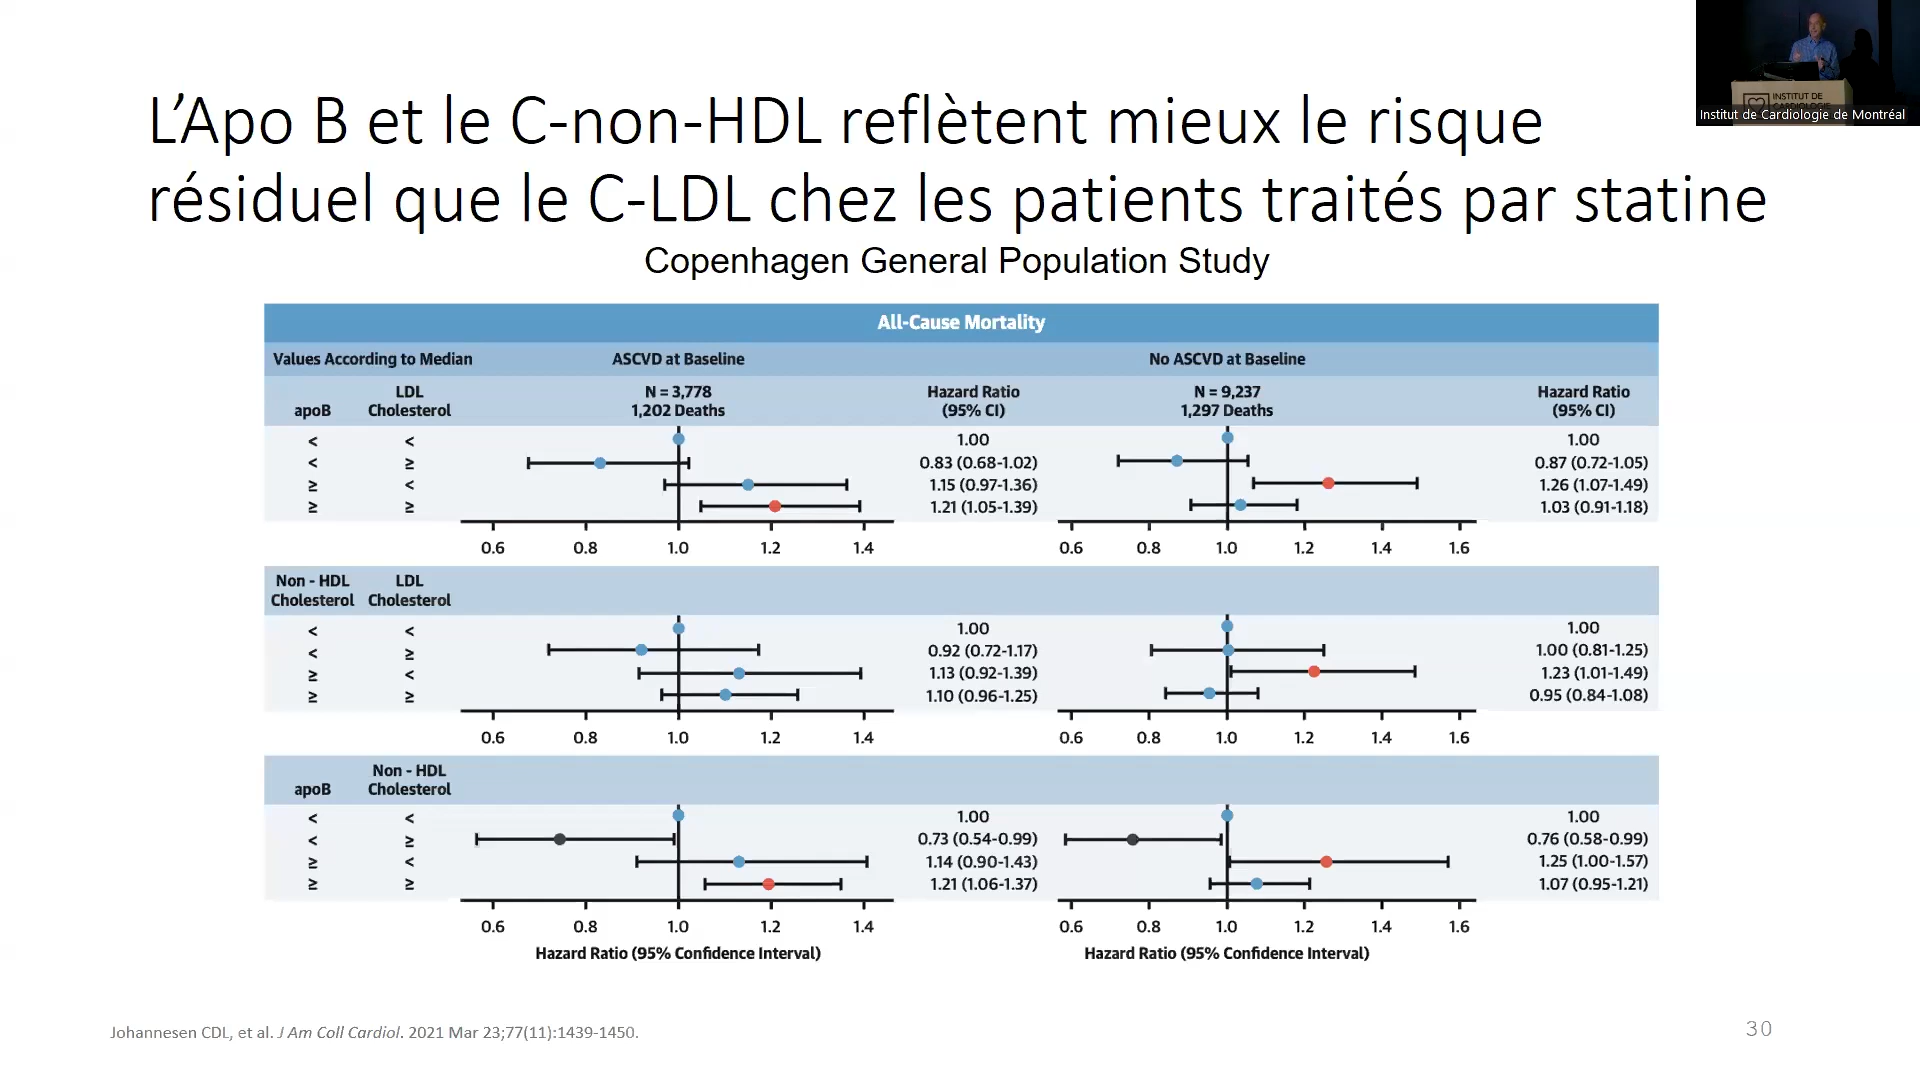 L'Apo B et le C-non-HDL reflètent mieux le risque
résiduel que le C-LDL chez les patients traités par statine
Copenhagen General Population Study
INSTITUT DE
CARDIOLOGIE
Institut de Cardiologie de Montréal
All-Cause Mortality
Values According to Median ASCVD at Baseline No ASCVD at Baseline
apoB LDL Cholesterol N = 3,778 1,202 Deaths Hazard Ratio (95% CI) N = 9,237 1,297 Deaths Hazard Ratio (95% CI)
< < 1.00 1.00
< ≥ 0.83 (0.68-1.02) 0.87 (0.72-1.05)
≥ < 1.15 (0.97-1.36) 1.26 (1.07-1.49)
≥ ≥ 1.21 (1.05-1.39) 1.03 (0.91-1.18)
0.6 0.8 1.0 1.2 1.4 0.6 0.8 1.0 1.2 1.4 1.6
Non - HDL Cholesterol LDL Cholesterol
< < 1.00 1.00
< ≥ 0.92 (0.72-1.17) 1.00 (0.81-1.25)
≥ < 1.13 (0.92-1.39) 1.23 (1.01-1.49)
≥ ≥ 1.10 (0.96-1.25) 0.95 (0.84-1.08)
0.6 0.8 1.0 1.2 1.4 0.6 0.8 1.0 1.2 1.4 1.6
apoB Non - HDL Cholesterol
< < 1.00 1.00
< ≥ 0.73 (0.54-0.99) 0.76 (0.58-0.99)
≥ < 1.14 (0.90-1.43) 1.25 (1.00-1.57)
≥ ≥ 1.21 (1.06-1.37) 1.07 (0.95-1.21)
0.6 0.8 1.0 1.2 1.4 0.6 0.8 1.0 1.2 1.4 1.6
Hazard Ratio (95% Confidence Interval) Hazard Ratio (95% Confidence Interval)
Johannesen CDL, et al. J Am Coll Cardiol. 2021 Mar 23;77(11):1439-1450.
30